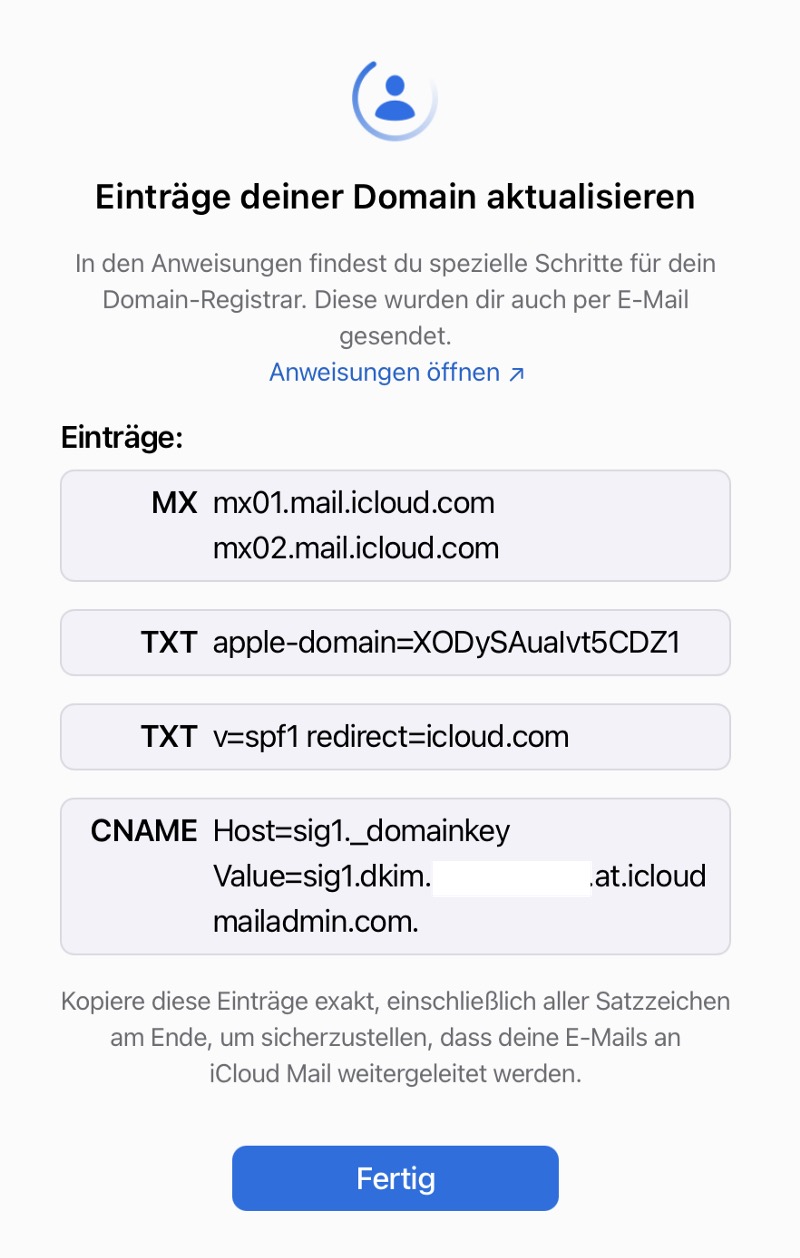 Einträge deiner Domain aktualisieren
In den Anweisungen findest du spezielle Schritte für dein
Domain-Registrar. Diese wurden dir auch per E-Mail
gesendet.
Anweisungen öffnen ↗
Einträge:
MX mx01.mail.icloud.com
mx02.mail.icloud.com
TXT apple-domain=XODySAuaIvt5CDZ1
TXT v=spf1 redirect=icloud.com
CNAME Host=sig1._domainkey
Value=sig1.dkim. .at.icloud
mailadmin.com.
Kopiere diese Einträge exakt, einschließlich aller Satzzeichen
am Ende, um sicherzustellen, dass deine E-Mails an
iCloud Mail weitergeleitet werden.
Fertig